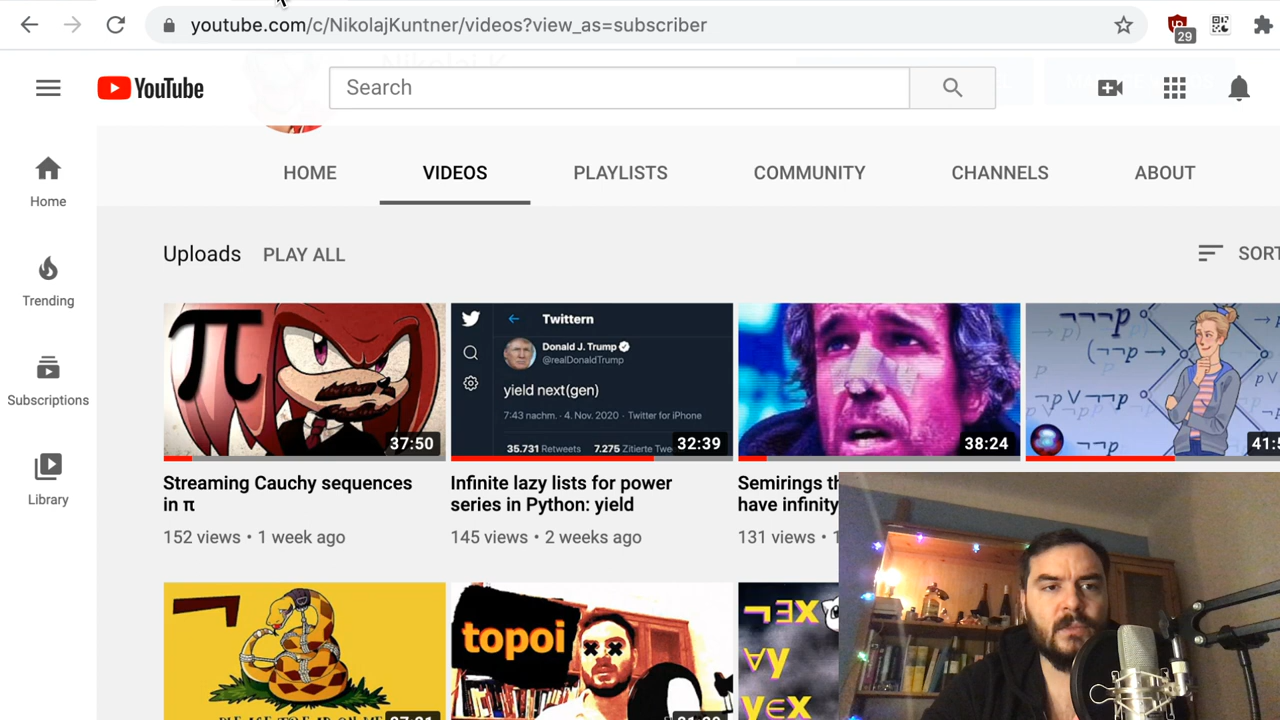 youtube.com/c/NikolajKuntner/videos?view_as=subscriber
29
YouTube
Search
HOME
VIDEOS
PLAYLISTS
COMMUNITY
CHANNELS
ABOUT
Home
Trending
Subscriptions
Library
Uploads
PLAY ALL
SORT
π
Twittern
Donald J. Trump
@realDonaldTrump
yield next(gen)
7:43 nachm. · 4. Nov. 2020 · Twitter for iPhone
35.731 Retweets 7.275 Zitierte Twe
37:50
32:39
38:24
41:5
¬¬¬p
(¬¬p →
¬p ∨ ¬¬p
¬¬p
p ∨
Streaming Cauchy sequences
in π
152 views • 1 week ago
Infinite lazy lists for power
series in Python: yield
145 views • 2 weeks ago
Semirings th
have infinity
131 views • 1
¬
topoi
¬∃X
∀y
y∈x